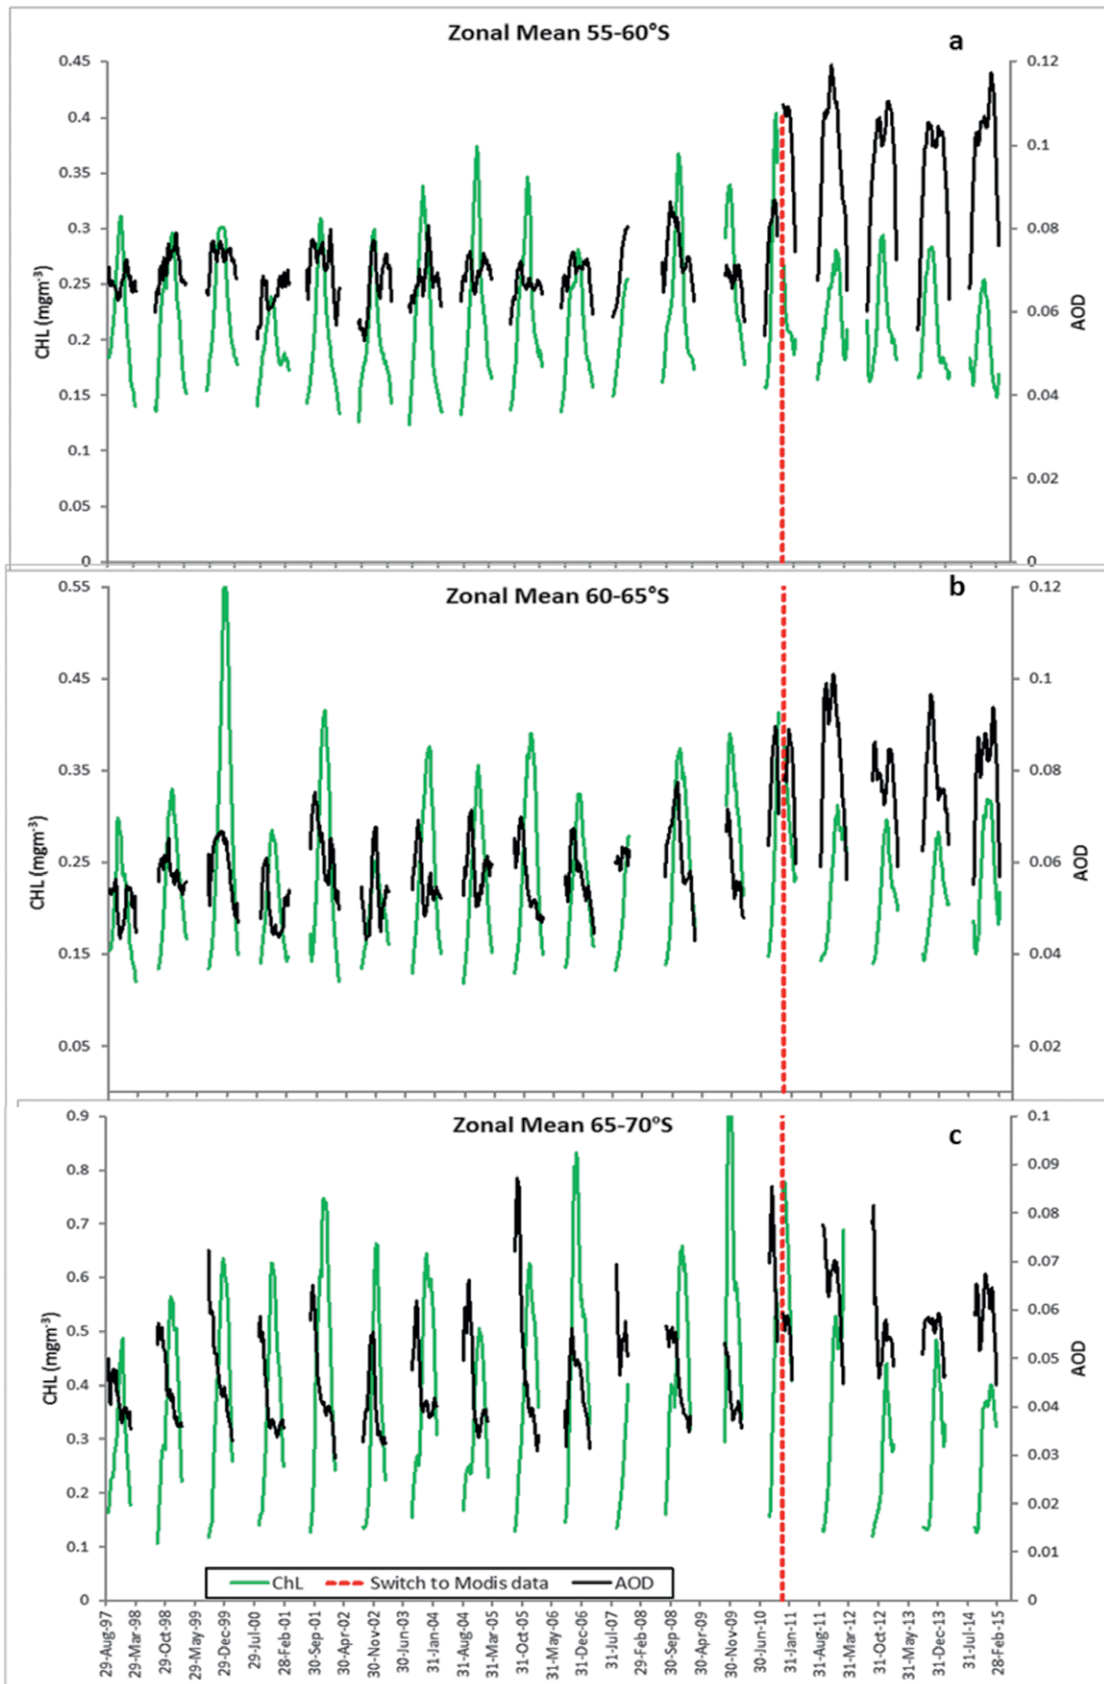 Zonal Mean 55-60°S
a
0.45
0.4
0.35
0.3
0.25
0.2
0.15
0.1
0.05
0
CHL (mgm-3)
0.12
0.1
0.08
0.06
0.04
0.02
0
AOD
Zonal Mean 60-65°S
b
0.55
0.45
0.35
0.25
0.15
0.05
CHL (mgm-3)
0.12
0.1
0.08
0.06
0.04
0.02
AOD
Zonal Mean 65-70°S
c
0.9
0.8
0.7
0.6
0.5
0.4
0.3
0.2
0.1
0
CHL (mgm-3)
0.1
0.09
0.08
0.07
0.06
0.05
0.04
0.03
0.02
0.01
0
AOD
ChL
Switch to Modis data
AOD
29-Aug-97
29-Mar-98
29-Oct-98
29-May-99
29-Dec-99
29-Jul-00
28-Feb-01
30-Sep-01
30-Apr-02
30-Nov-02
30-Jun-03
31-Jan-04
31-Aug-04
31-Mar-05
31-Oct-05
31-May-06
31-Dec-06
31-Jul-07
29-Feb-08
30-Sep-08
30-Apr-09
30-Nov-09
30-Jun-10
31-Jan-11
31-Aug-11
31-Mar-12
31-Oct-12
31-May-13
31-Dec-13
31-Jul-14
28-Feb-15